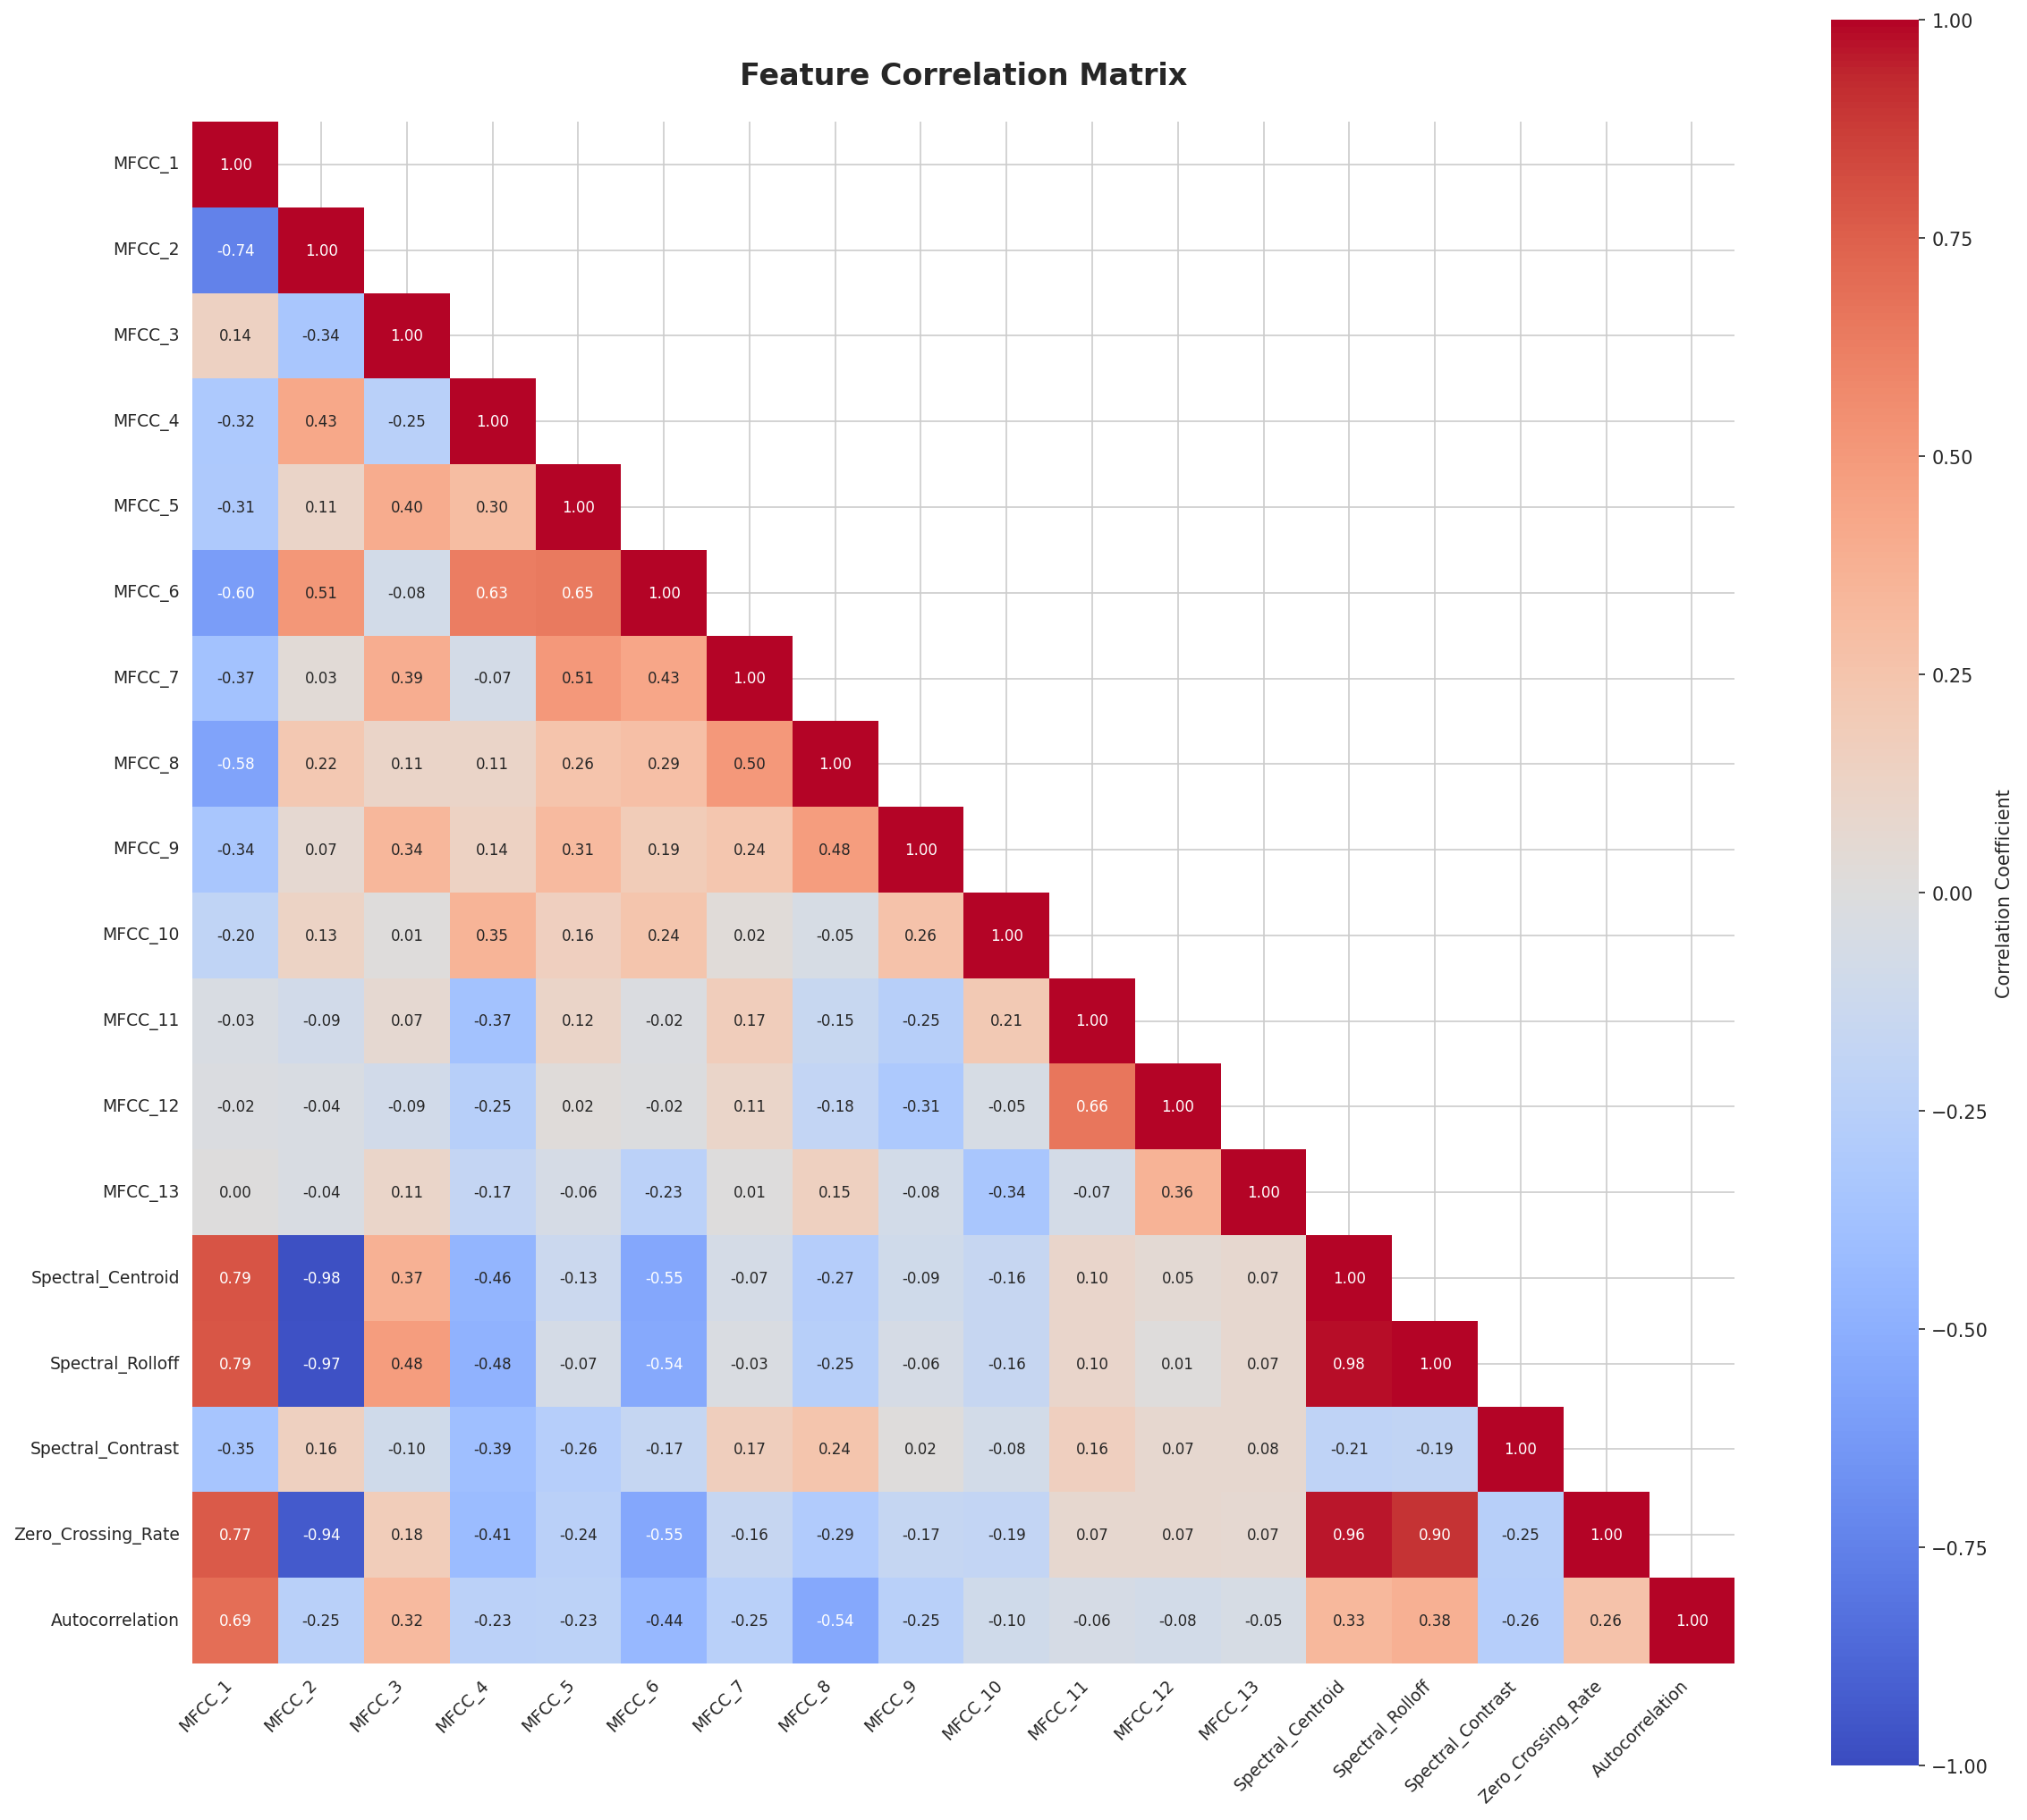 Feature Correlation Matrix
MFCC_1 1.00
MFCC_2 -0.74 1.00
MFCC_3 0.14 -0.34 1.00
MFCC_4 -0.32 0.43 -0.25 1.00
MFCC_5 -0.31 0.11 0.40 0.30 1.00
MFCC_6 -0.60 0.51 -0.08 0.63 0.65 1.00
MFCC_7 -0.37 0.03 0.39 -0.07 0.51 0.43 1.00
MFCC_8 -0.58 0.22 0.11 0.11 0.26 0.29 0.50 1.00
MFCC_9 -0.34 0.07 0.34 0.14 0.31 0.19 0.24 0.48 1.00
MFCC_10 -0.20 0.13 0.01 0.35 0.16 0.24 0.02 -0.05 0.26 1.00
MFCC_11 -0.03 -0.09 0.07 -0.37 0.12 -0.02 0.17 -0.15 -0.25 0.21 1.00
MFCC_12 -0.02 -0.04 -0.09 -0.25 0.02 -0.02 0.11 -0.18 -0.31 -0.05 0.66 1.00
MFCC_13 0.00 -0.04 0.11 -0.17 -0.06 -0.23 0.01 0.15 -0.08 -0.34 -0.07 0.36 1.00
Spectral_Centroid 0.79 -0.98 0.37 -0.46 -0.13 -0.55 -0.07 -0.27 -0.09 -0.16 0.10 0.05 0.07 1.00
Spectral_Rolloff 0.79 -0.97 0.48 -0.48 -0.07 -0.54 -0.03 -0.25 -0.06 -0.16 0.10 0.01 0.07 0.98 1.00
Spectral_Contrast -0.35 0.16 -0.10 -0.39 -0.26 -0.17 0.17 0.24 0.02 -0.08 0.16 0.07 0.08 -0.21 -0.19 1.00
Zero_Crossing_Rate 0.77 -0.94 0.18 -0.41 -0.24 -0.55 -0.16 -0.29 -0.17 -0.19 0.07 0.07 0.07 0.96 0.90 -0.25 1.00
Autocorrelation 0.69 -0.25 0.32 -0.23 -0.23 -0.44 -0.25 -0.54 -0.25 -0.10 -0.06 -0.08 -0.05 0.33 0.38 -0.26 0.26 1.00
MFCC_1 MFCC_2 MFCC_3 MFCC_4 MFCC_5 MFCC_6 MFCC_7 MFCC_8 MFCC_9 MFCC_10 MFCC_11 MFCC_12 MFCC_13 Spectral_Centroid Spectral_Rolloff Spectral_Contrast Zero_Crossing_Rate Autocorrelation
1.00
0.75
0.50
0.25
0.00
−0.25
−0.50
−0.75
−1.00
Correlation Coefficient